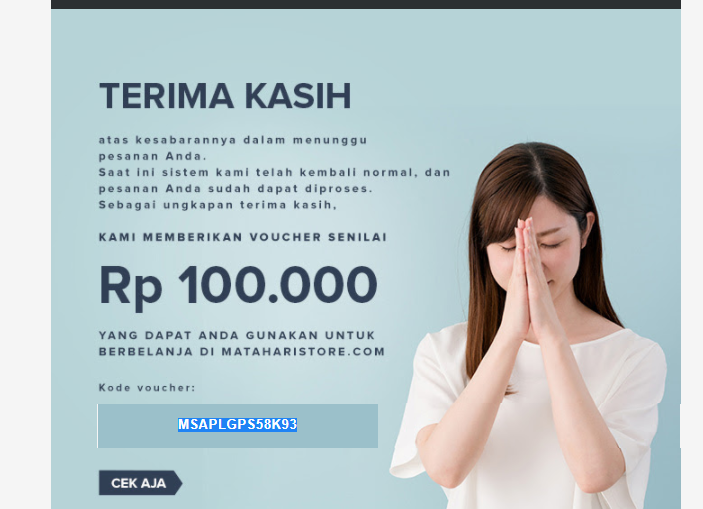 TERIMA KASIH
atas kesabarannya dalam menunggu
pesanan Anda.
Saat ini sistem kami telah kembali normal, dan
pesanan Anda sudah dapat diproses.
Sebagai ungkapan terima kasih,
KAMI MEMBERIKAN VOUCHER SENILAI
Rp 100.000
YANG DAPAT ANDA GUNAKAN UNTUK
BERBELANJA DI MATAHARISTORE.COM
Kode voucher:
MSAPLGPS58K93
CEK AJA